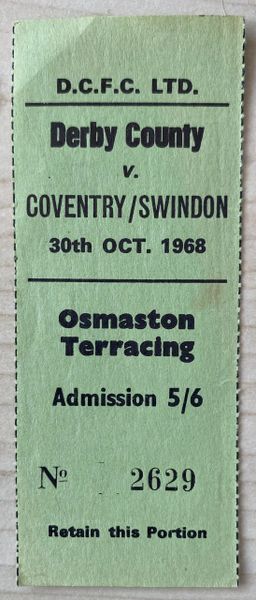 D.C.F.C. LTD.
Derby County
v.
COVENTRY/SWINDON
30th OCT. 1968
Osmaston
Terracing
Admission 5/6
Nº 2629
Retain this Portion